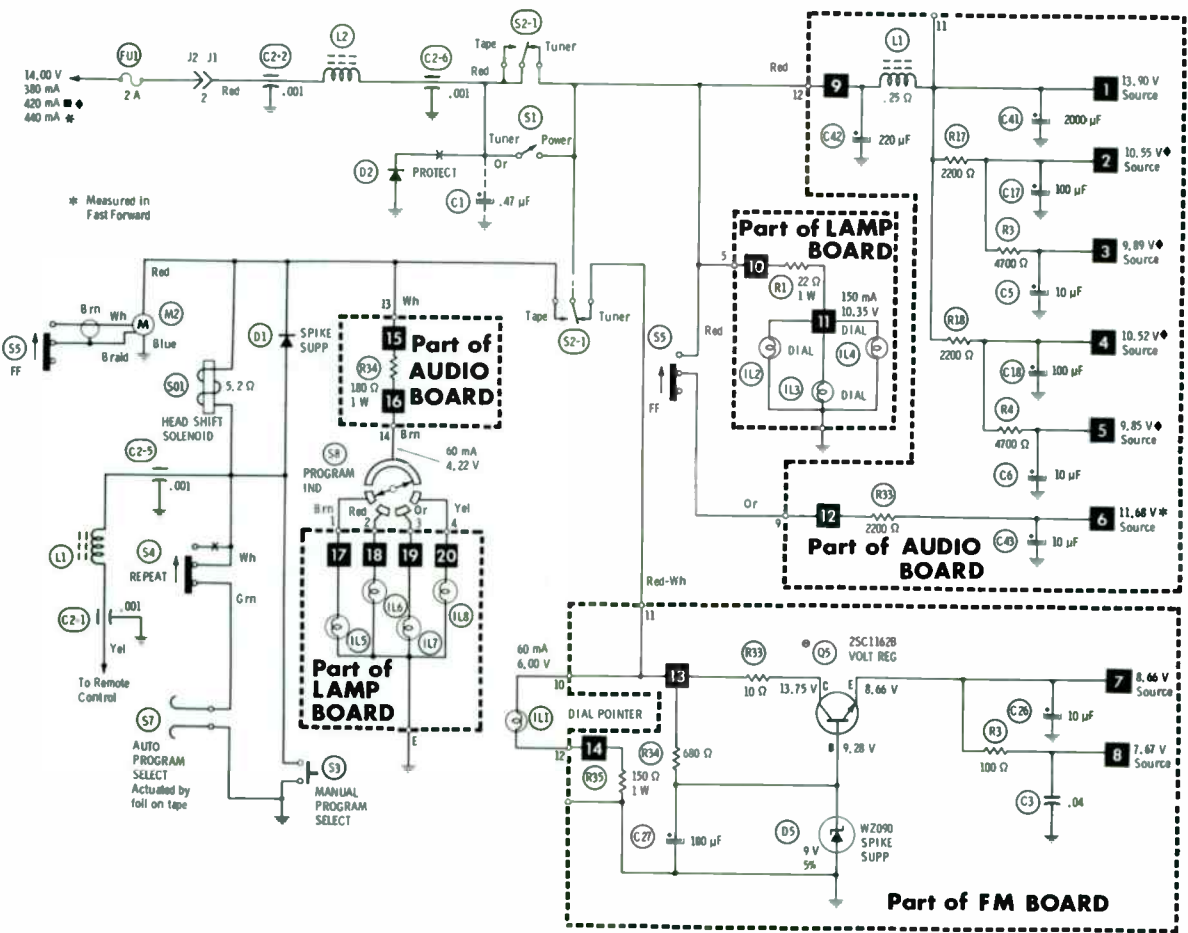 S2-1
11
FU1
J2 J1
C2-2
L2
C2-6
Tape
Tuner
Red
L1
14.00 V
380 mA
420 mA ■ ♦
440 mA *
2 A
2
Red
.001
.001
Red
12
9
.25 Ω
1
13.90 V
Source
C42
220 µF
C41
2000 µF
S1
Tuner
Power
Or
D2
PROTECT
C1
.47 µF
R17
2200 Ω
2
10.55 V♦
Source
C17
100 µF
* Measured in
Fast Forward
Part of LAMP
BOARD
R3
4700 Ω
3
9.89 V♦
Source
C5
10 µF
5
10
R1
22 Ω
1 W
150 mA
10.35 V
11
DIAL
DIAL
IL2
IL4
IL3
DIAL
Red
Brn
Wh
M2
M
Blue
Braid
S5
FF
D1
SPIKE
SUPP
13
Wh
15
Part of
AUDIO
BOARD
R34
180 Ω
1 W
16
Tape
Tuner
S2-1
Red
S5
FF
R18
2200 Ω
4
10.52 V♦
Source
C18
100 µF
R4
4700 Ω
5
9.85 V♦
Source
C6
10 µF
SO1
5.2 Ω
HEAD SHIFT
SOLENOID
14
Brn
60 mA
4.22 V
C2-5
.001
S8
PROGRAM
IND
Brn
1
Red
2
Or
3
Yel
4
Or
9
12
R33
2200 Ω
6
11.68 V*
Source
C43
10 µF
Part of AUDIO
BOARD
L1
S4
REPEAT
Wh
Grn
17
18
19
20
IL5
IL6
IL7
IL8
Part of
LAMP
BOARD
E
C2-1
.001
Yel
To Remote
Control
Red-Wh
11
S7
AUTO
PROGRAM
SELECT
Actuated by
foil on tape
S3
MANUAL
PROGRAM
SELECT
60 mA
6.00 V
10
IL1
DIAL POINTER
12
13
R33
10 Ω
Q5
2SC1162B
VOLT REG
13.75 V
C
E
8.66 V
B
9.28 V
7
8.66 V
Source
C26
10 µF
R3
100 Ω
8
7.67 V
Source
C3
.04
14
R34
680 Ω
R35
150 Ω
1 W
C27
100 µF
D5
9 V
5%
WZ090
SPIKE
SUPP
Part of FM BOARD